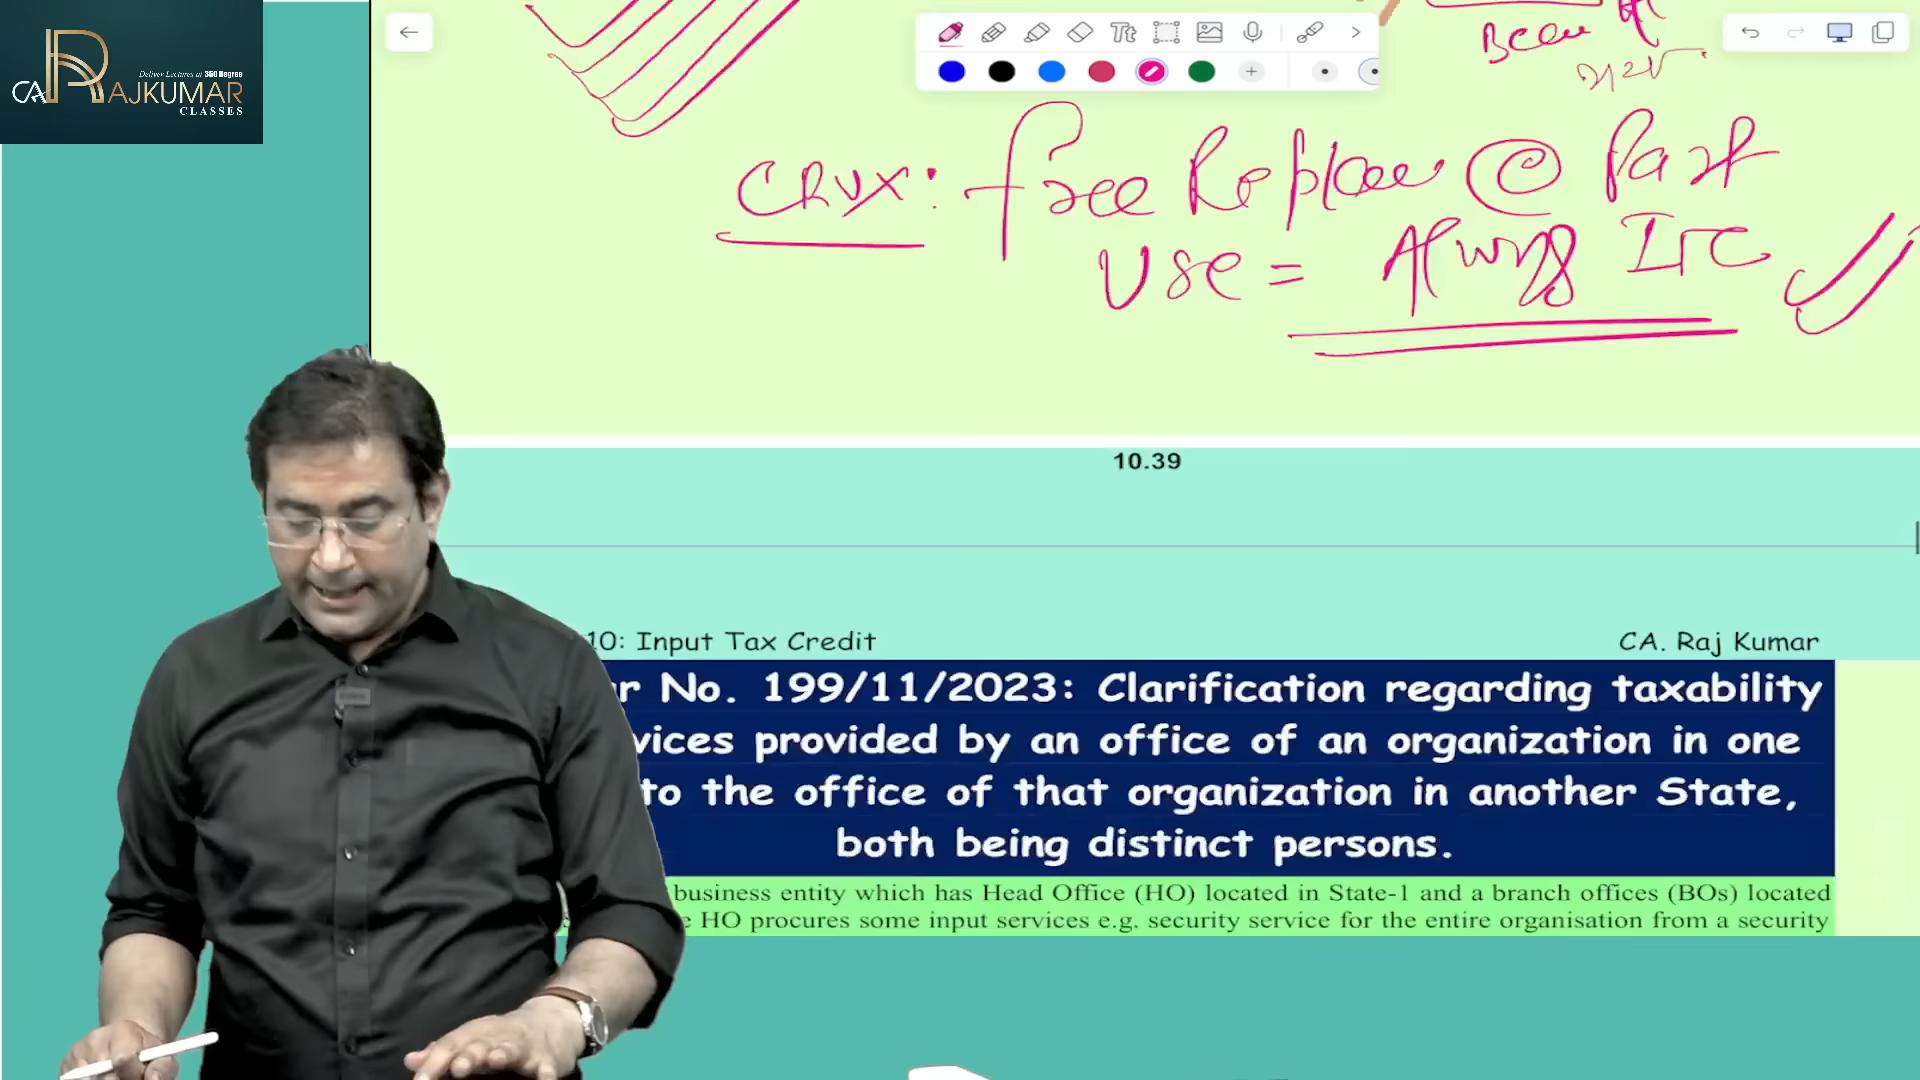 Deliver Lectures at 360 Degree
CA RAJKUMAR
CLASSES
Tt
CRUX: free Replace @ Part
Use = Always ITC
10.39
10: Input Tax Credit
CA. Raj Kumar
r No. 199/11/2023: Clarification regarding taxability
vices provided by an office of an organization in one
to the office of that organization in another State,
both being distinct persons.
business entity which has Head Office (HO) located in State-1 and a branch offices (BOs) located
HO procures some input services e.g. security service for the entire organisation from a security